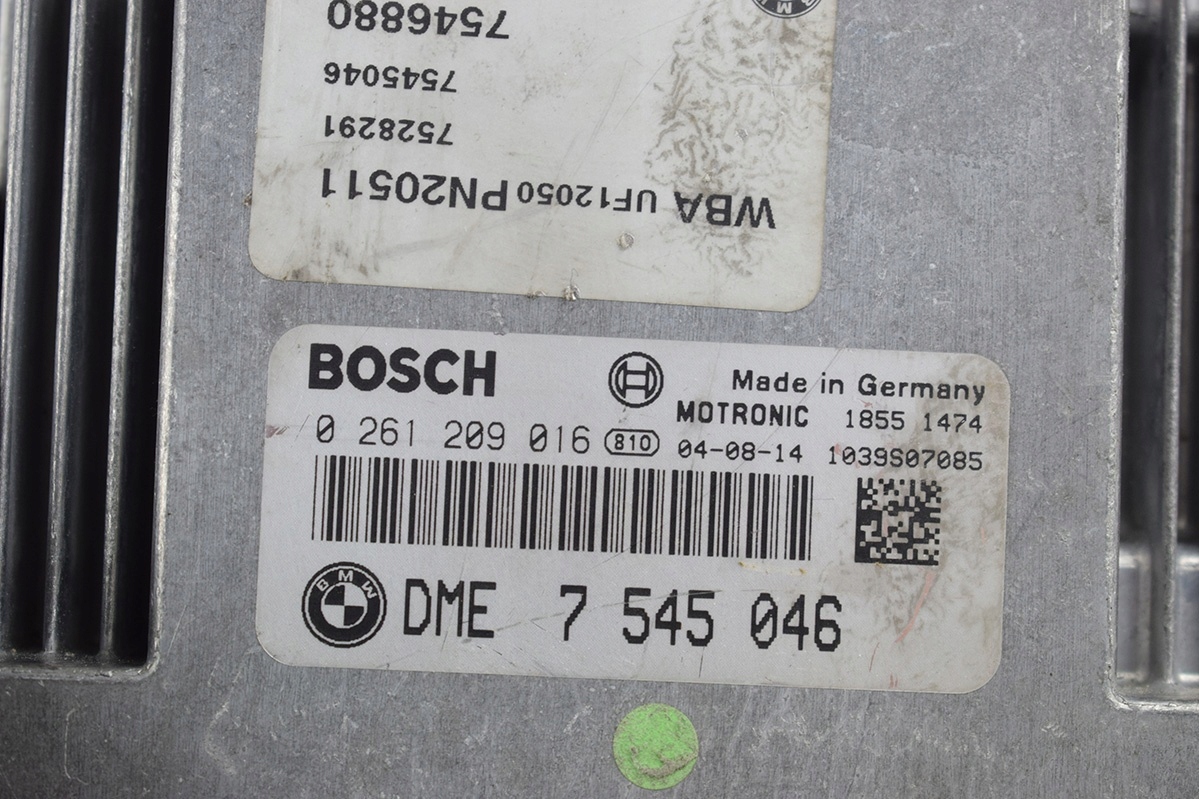 WBA UF12050 PN20511
7528291
7545046
7546880
BOSCH
Made in Germany
MOTRONIC 1855 1474
0 261 209 016 810 04-08-14 1039S07085
BMW
DME 7 545 046